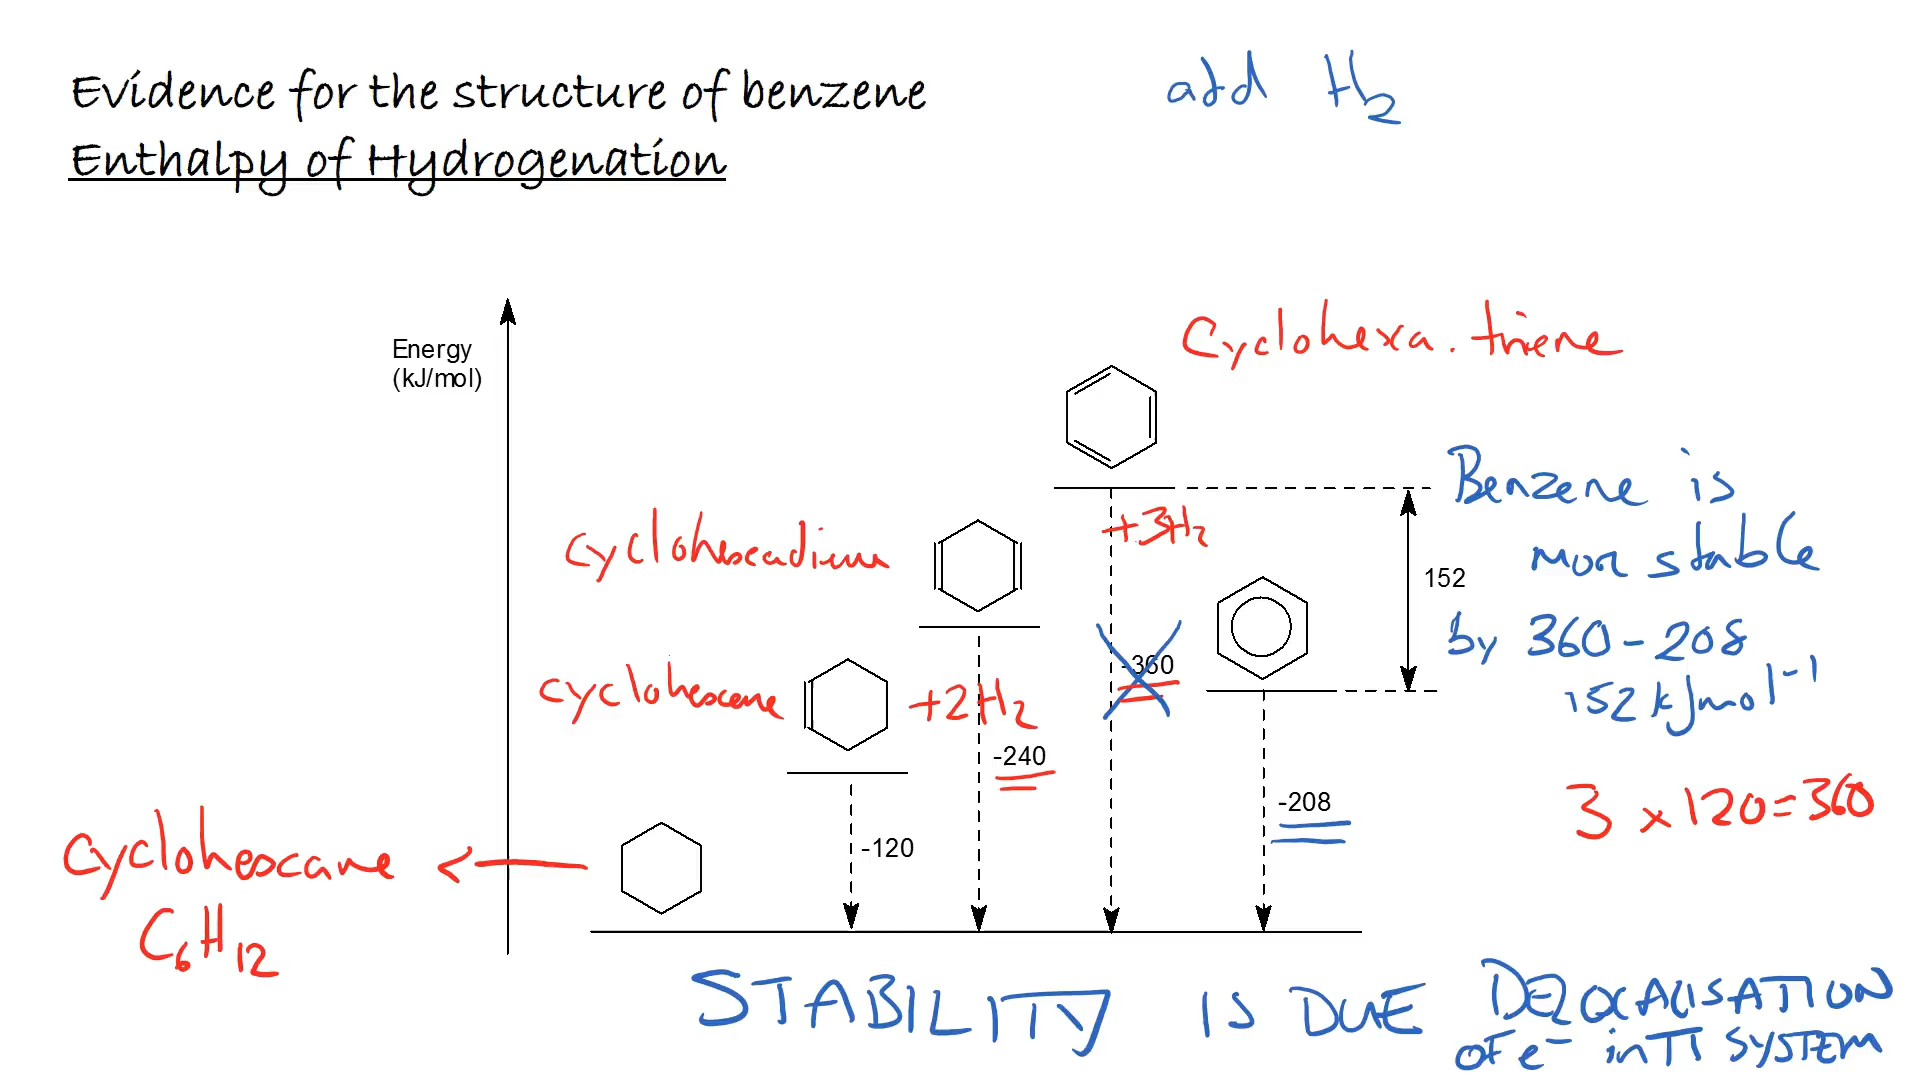 Evidence for the structure of benzene
add H2
Enthalpy of Hydrogenation
Energy
(kJ/mol)
Cyclohexa.triene
Benzene is
more stable
by 360-208
152 kJmol-1
+3H2
152
cyclohexadiene
cyclohexene
+2H2
-360
-240
-208
3 x 120=360
-120
cyclohexane
C6H12
STABILITY IS DUE DELOCALISATION
OF e- in π SYSTEM